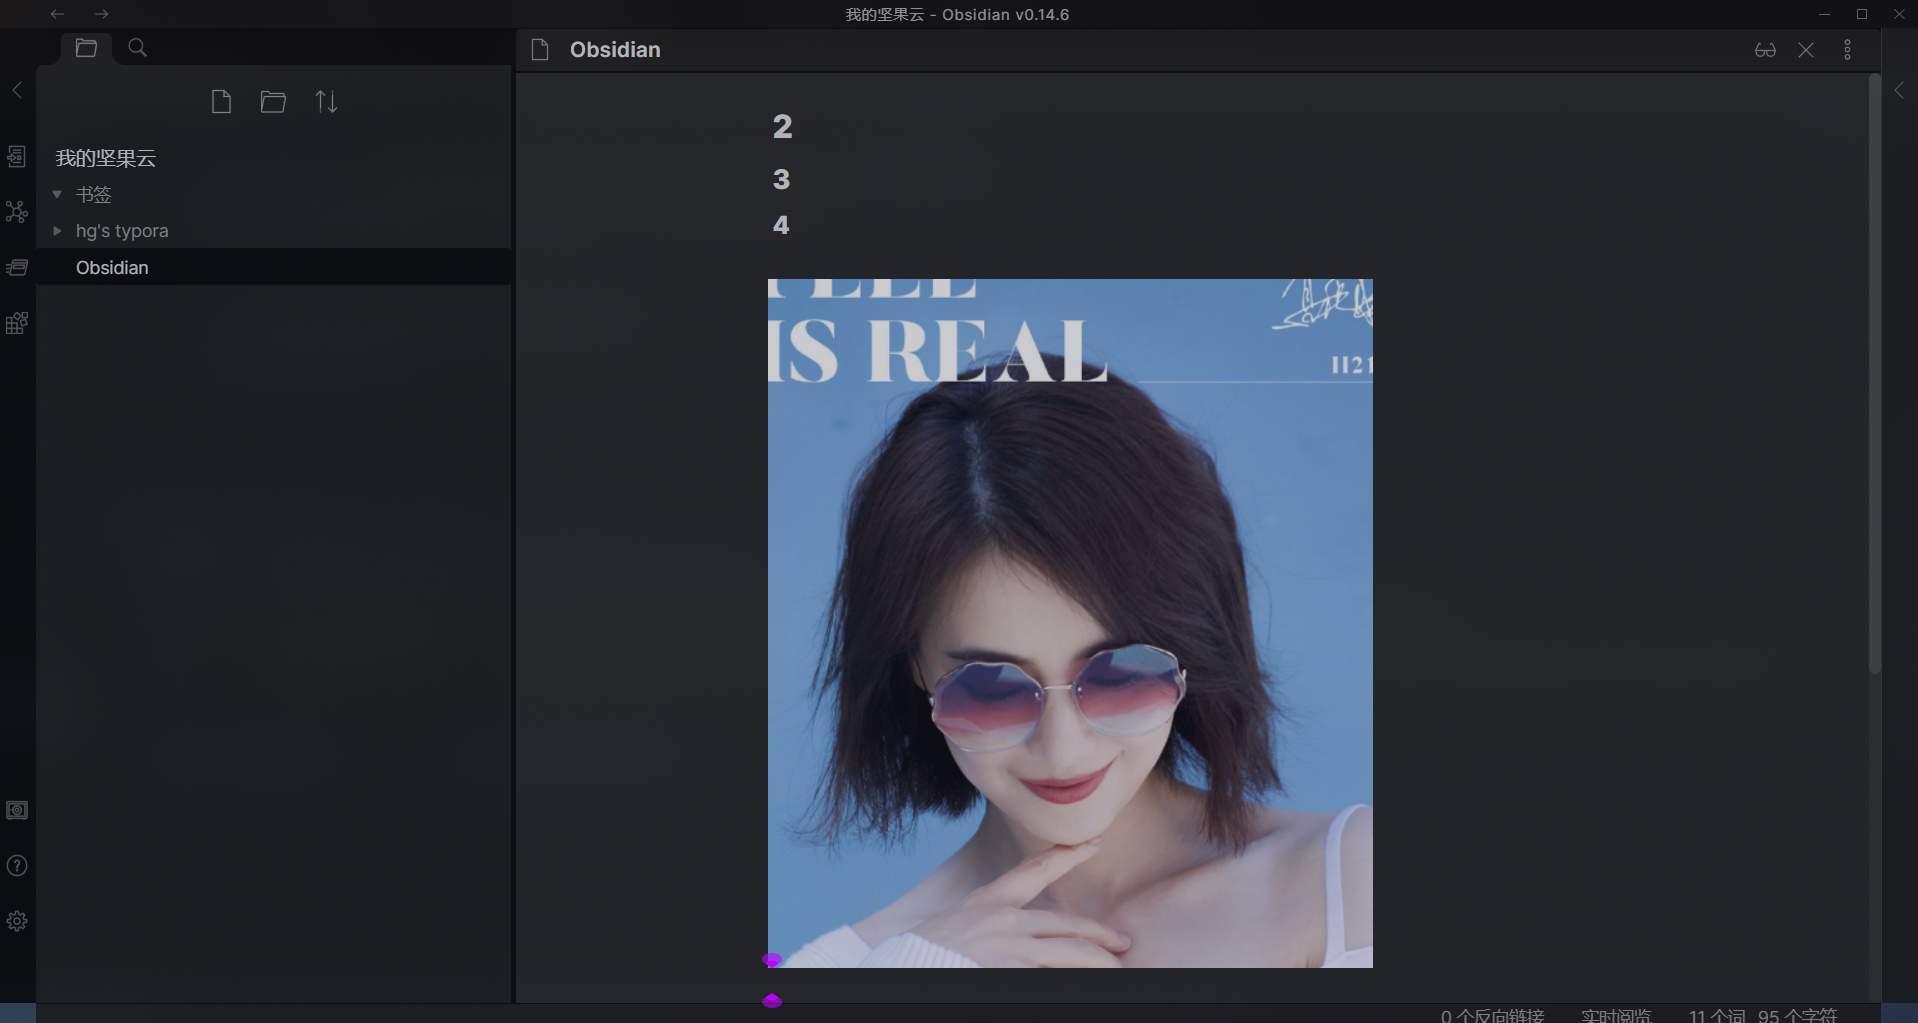 我的坚果云 - Obsidian v0.14.6
Obsidian
我的坚果云
书签
hg's typora
Obsidian
2
3
4
IS REAL
1121
0 个反向链接 实时阅览 11 个词 95 个字符